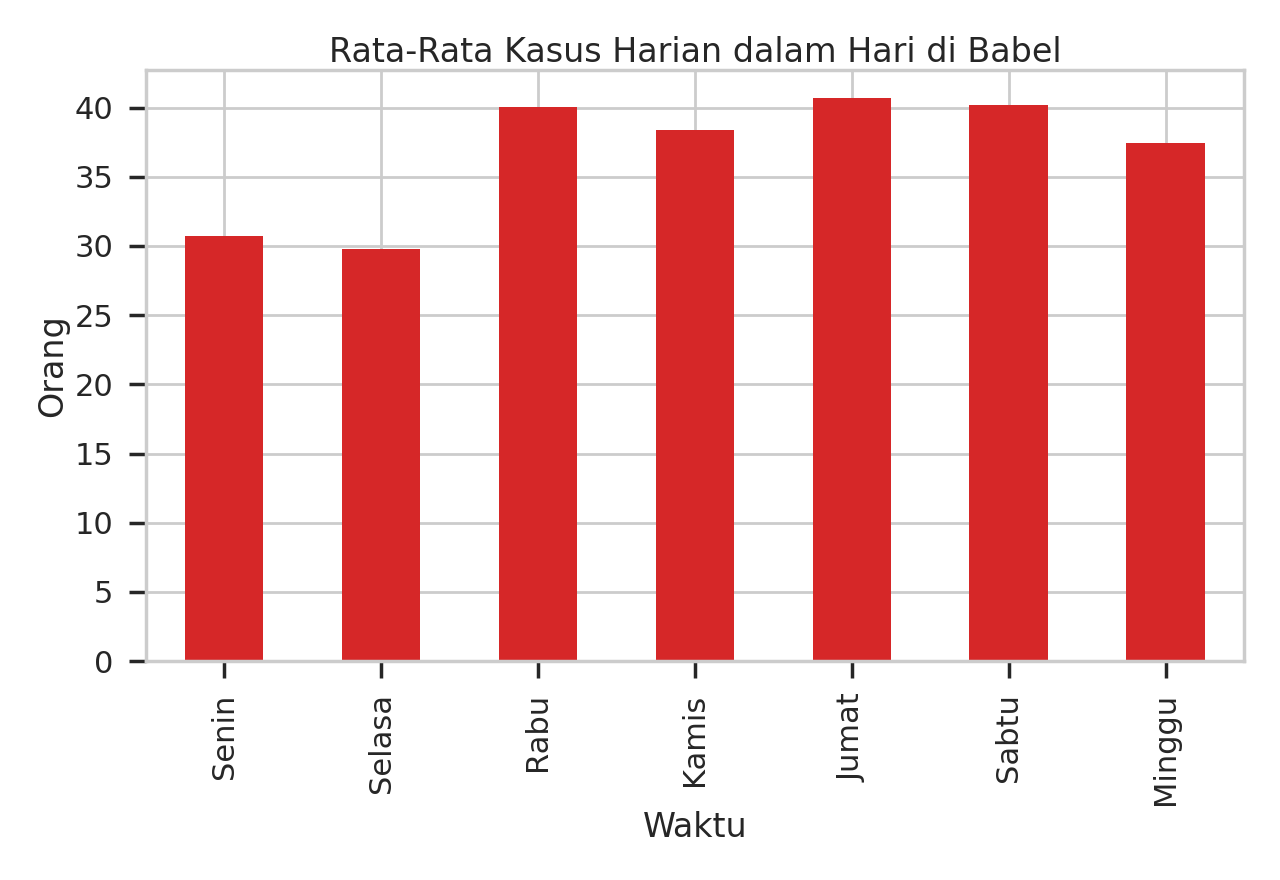 Rata-Rata Kasus Harian dalam Hari di Babel
Orang
40
35
30
25
20
15
10
5
0
Senin
Selasa
Rabu
Kamis
Jumat
Sabtu
Minggu
Waktu